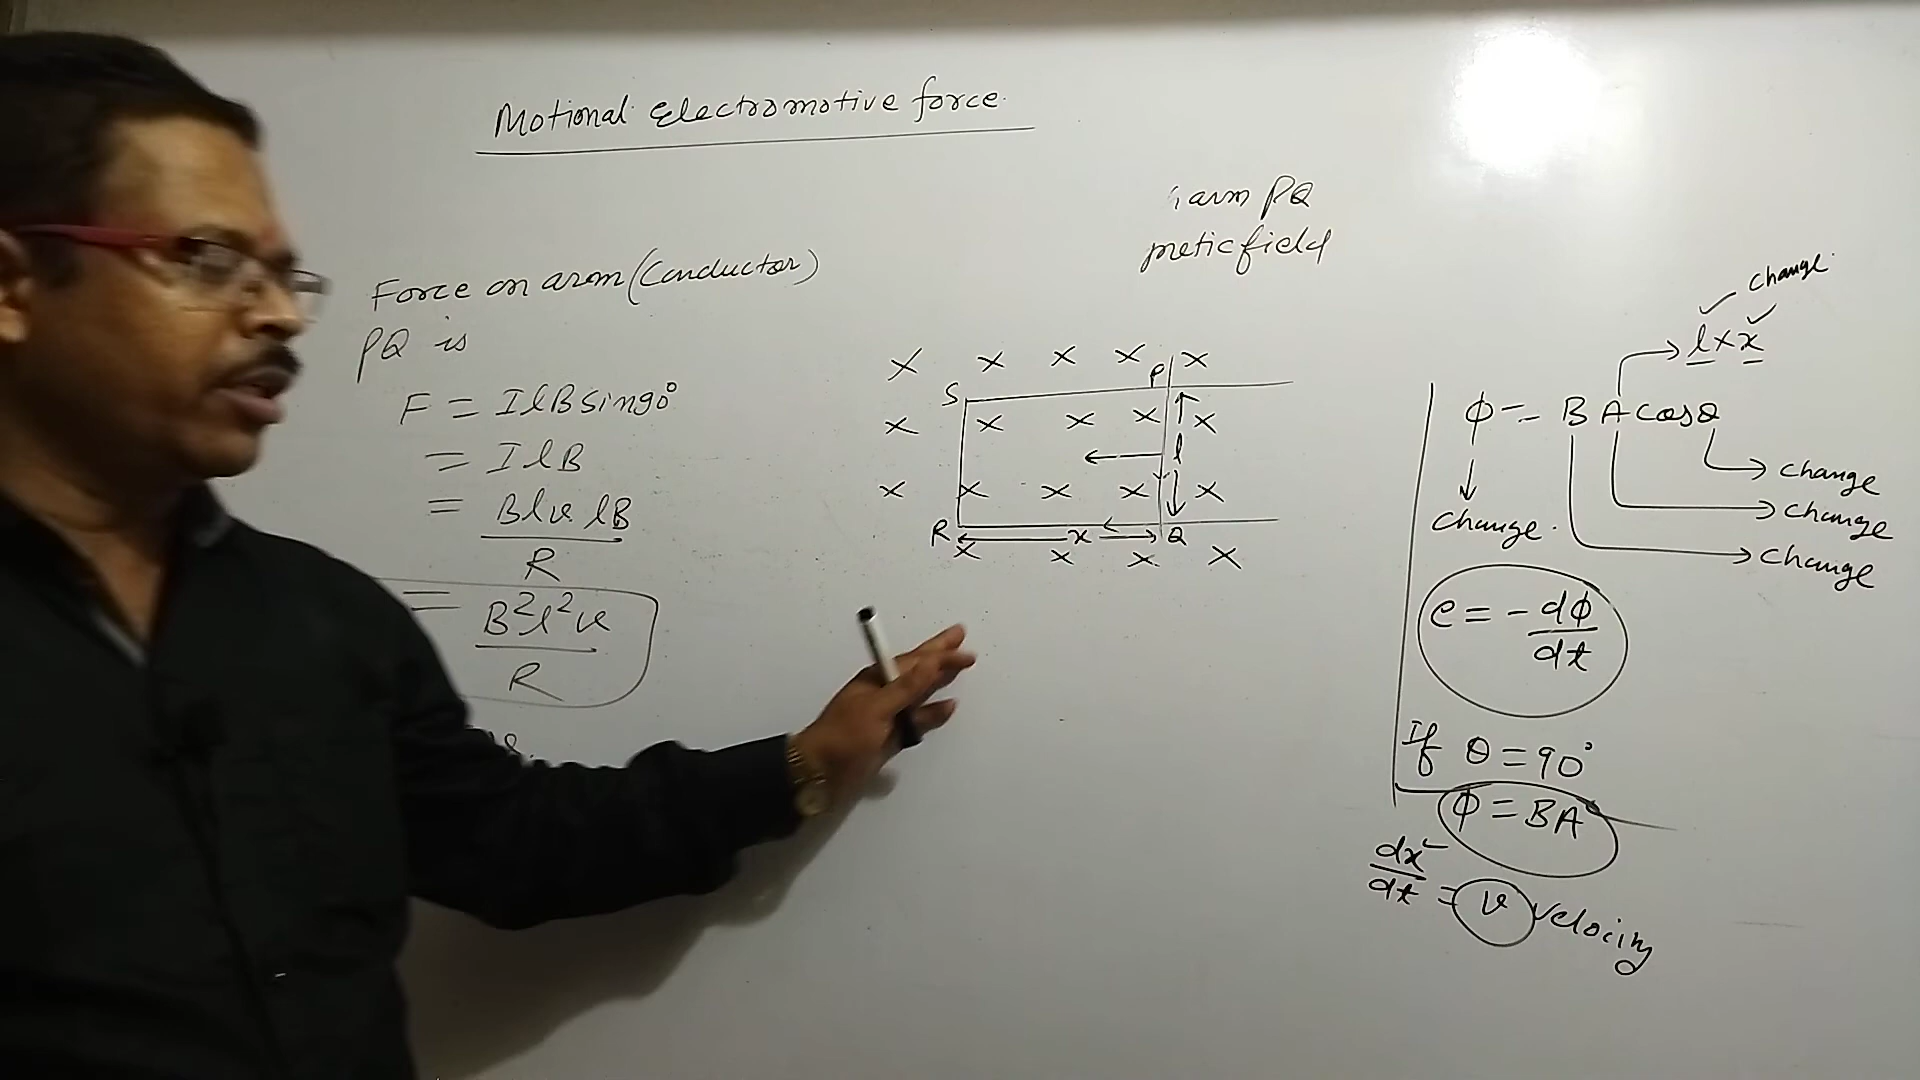 Motional electromotive force.
arm PQ
field
Force on arm (conductor)
PQ is
F = IlB sin90°
= IlB
= Blv. lB
R
= B²l²v
R
× × × × ×
S P
× × × × ×
l
× × × × ×
R x Q
× × × ×
change
l × x
ϕ = BA cosθ
change
change
change
change.
e = - dϕ
dt
If θ = 90°
ϕ = BA
dx
dt = v velocity